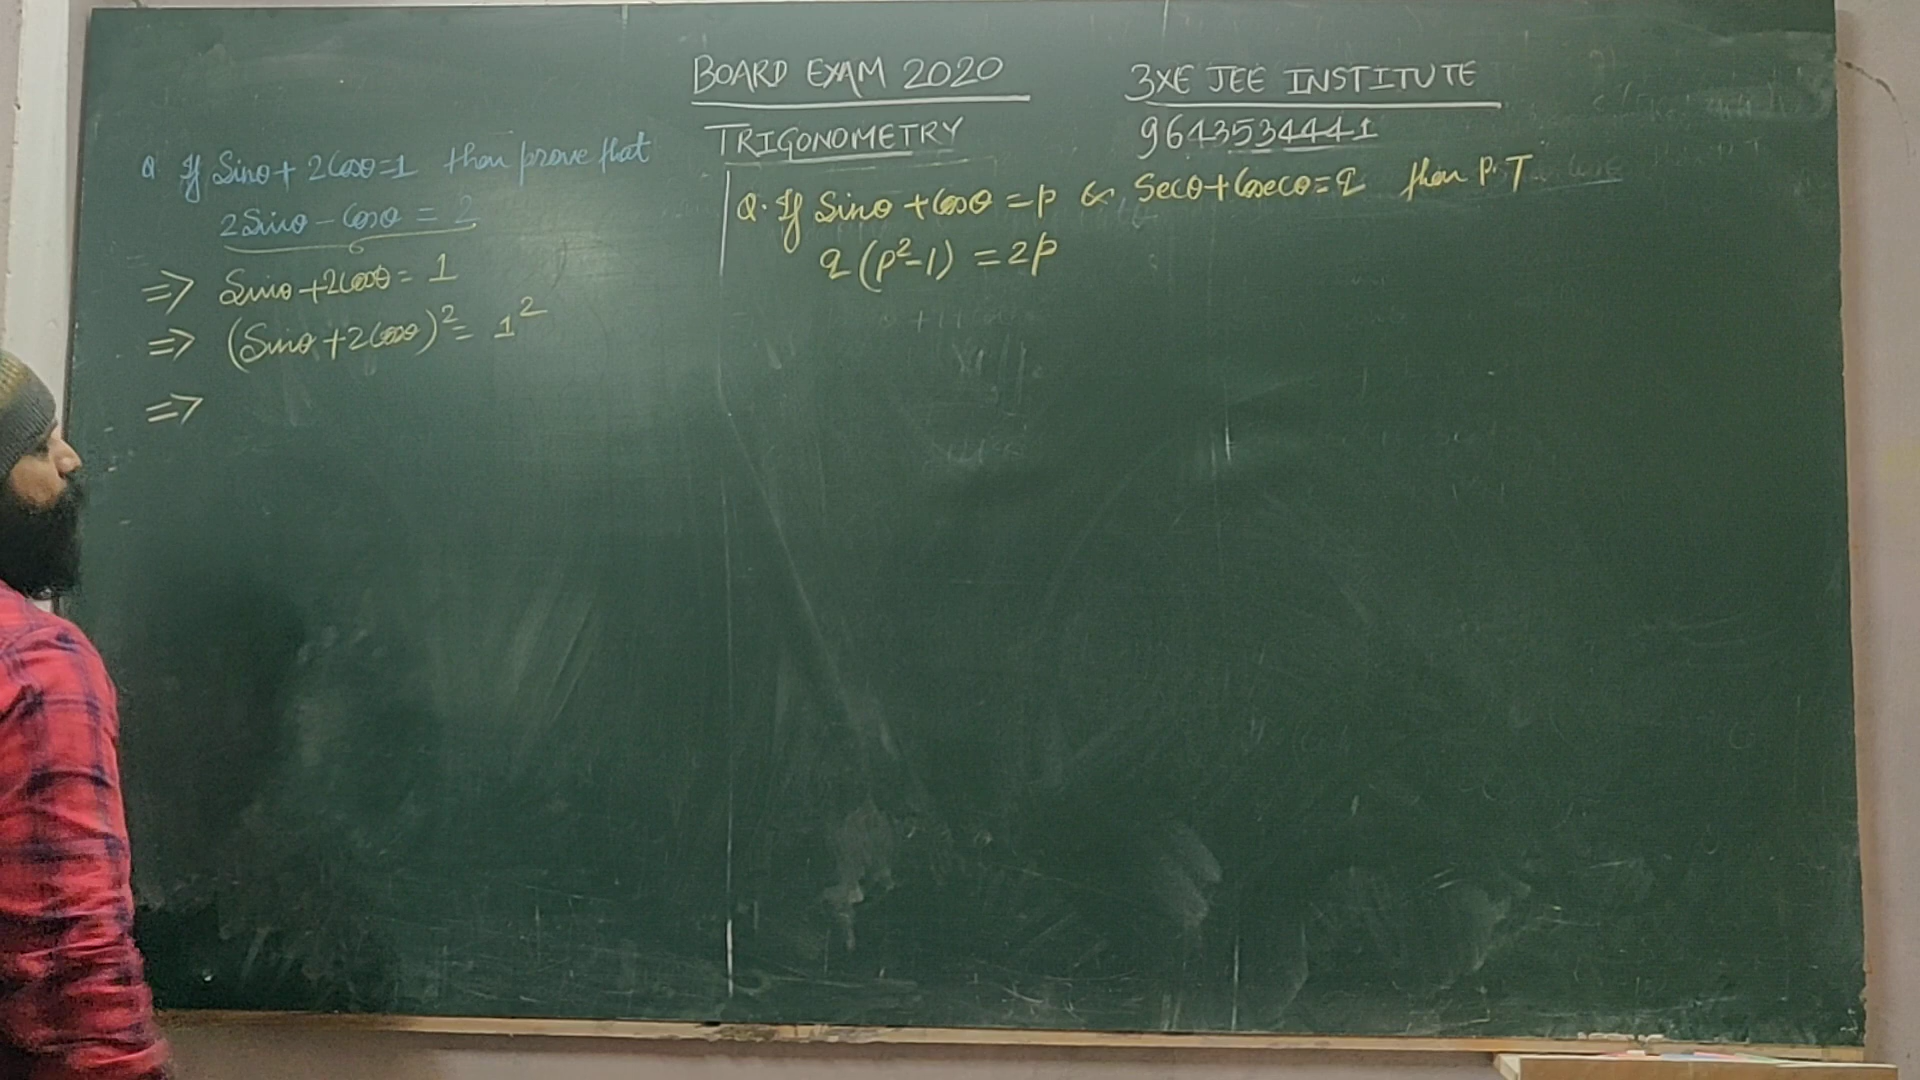 BOARD EXAM 2020
3XE JEE INSTITUTE
TRIGONOMETRY
9643534441
Q If Sinθ + 2Cosθ = 1 then prove that
2Sinθ - Cosθ = 2
=> Sinθ + 2Cosθ = 1
=> (Sinθ + 2Cosθ)² = 1²
=>
Q. If Sinθ + Cosθ = p & Secθ + Cosecθ = q then P.T
q (p² - 1) = 2p